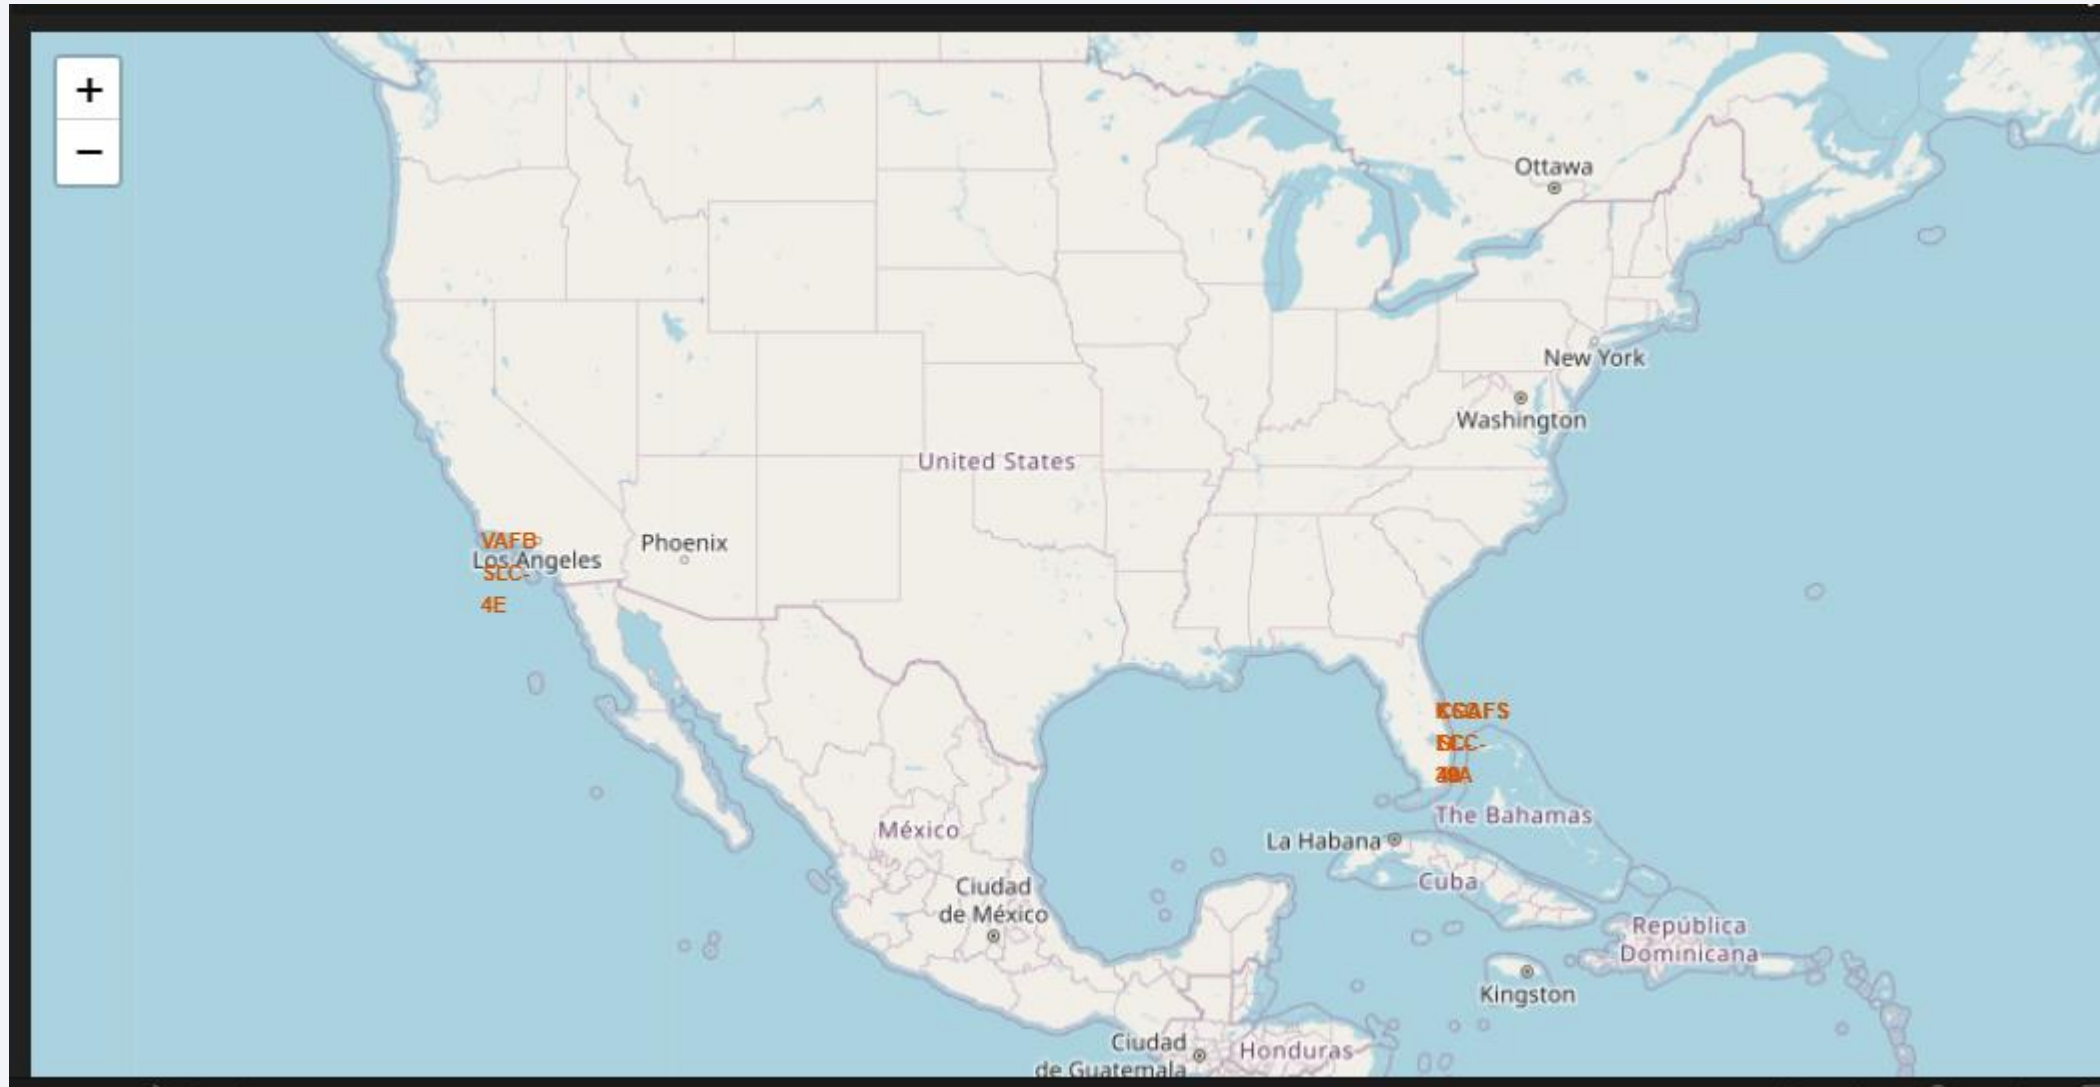 +
−
Ottawa
New York
Washington
United States
VAFB
Los Angeles
SLC-
4E
Phoenix
The Bahamas
La Habana
México
Cuba
Ciudad
de México
República
Dominicana
Kingston
Ciudad
de Guatemala
Honduras